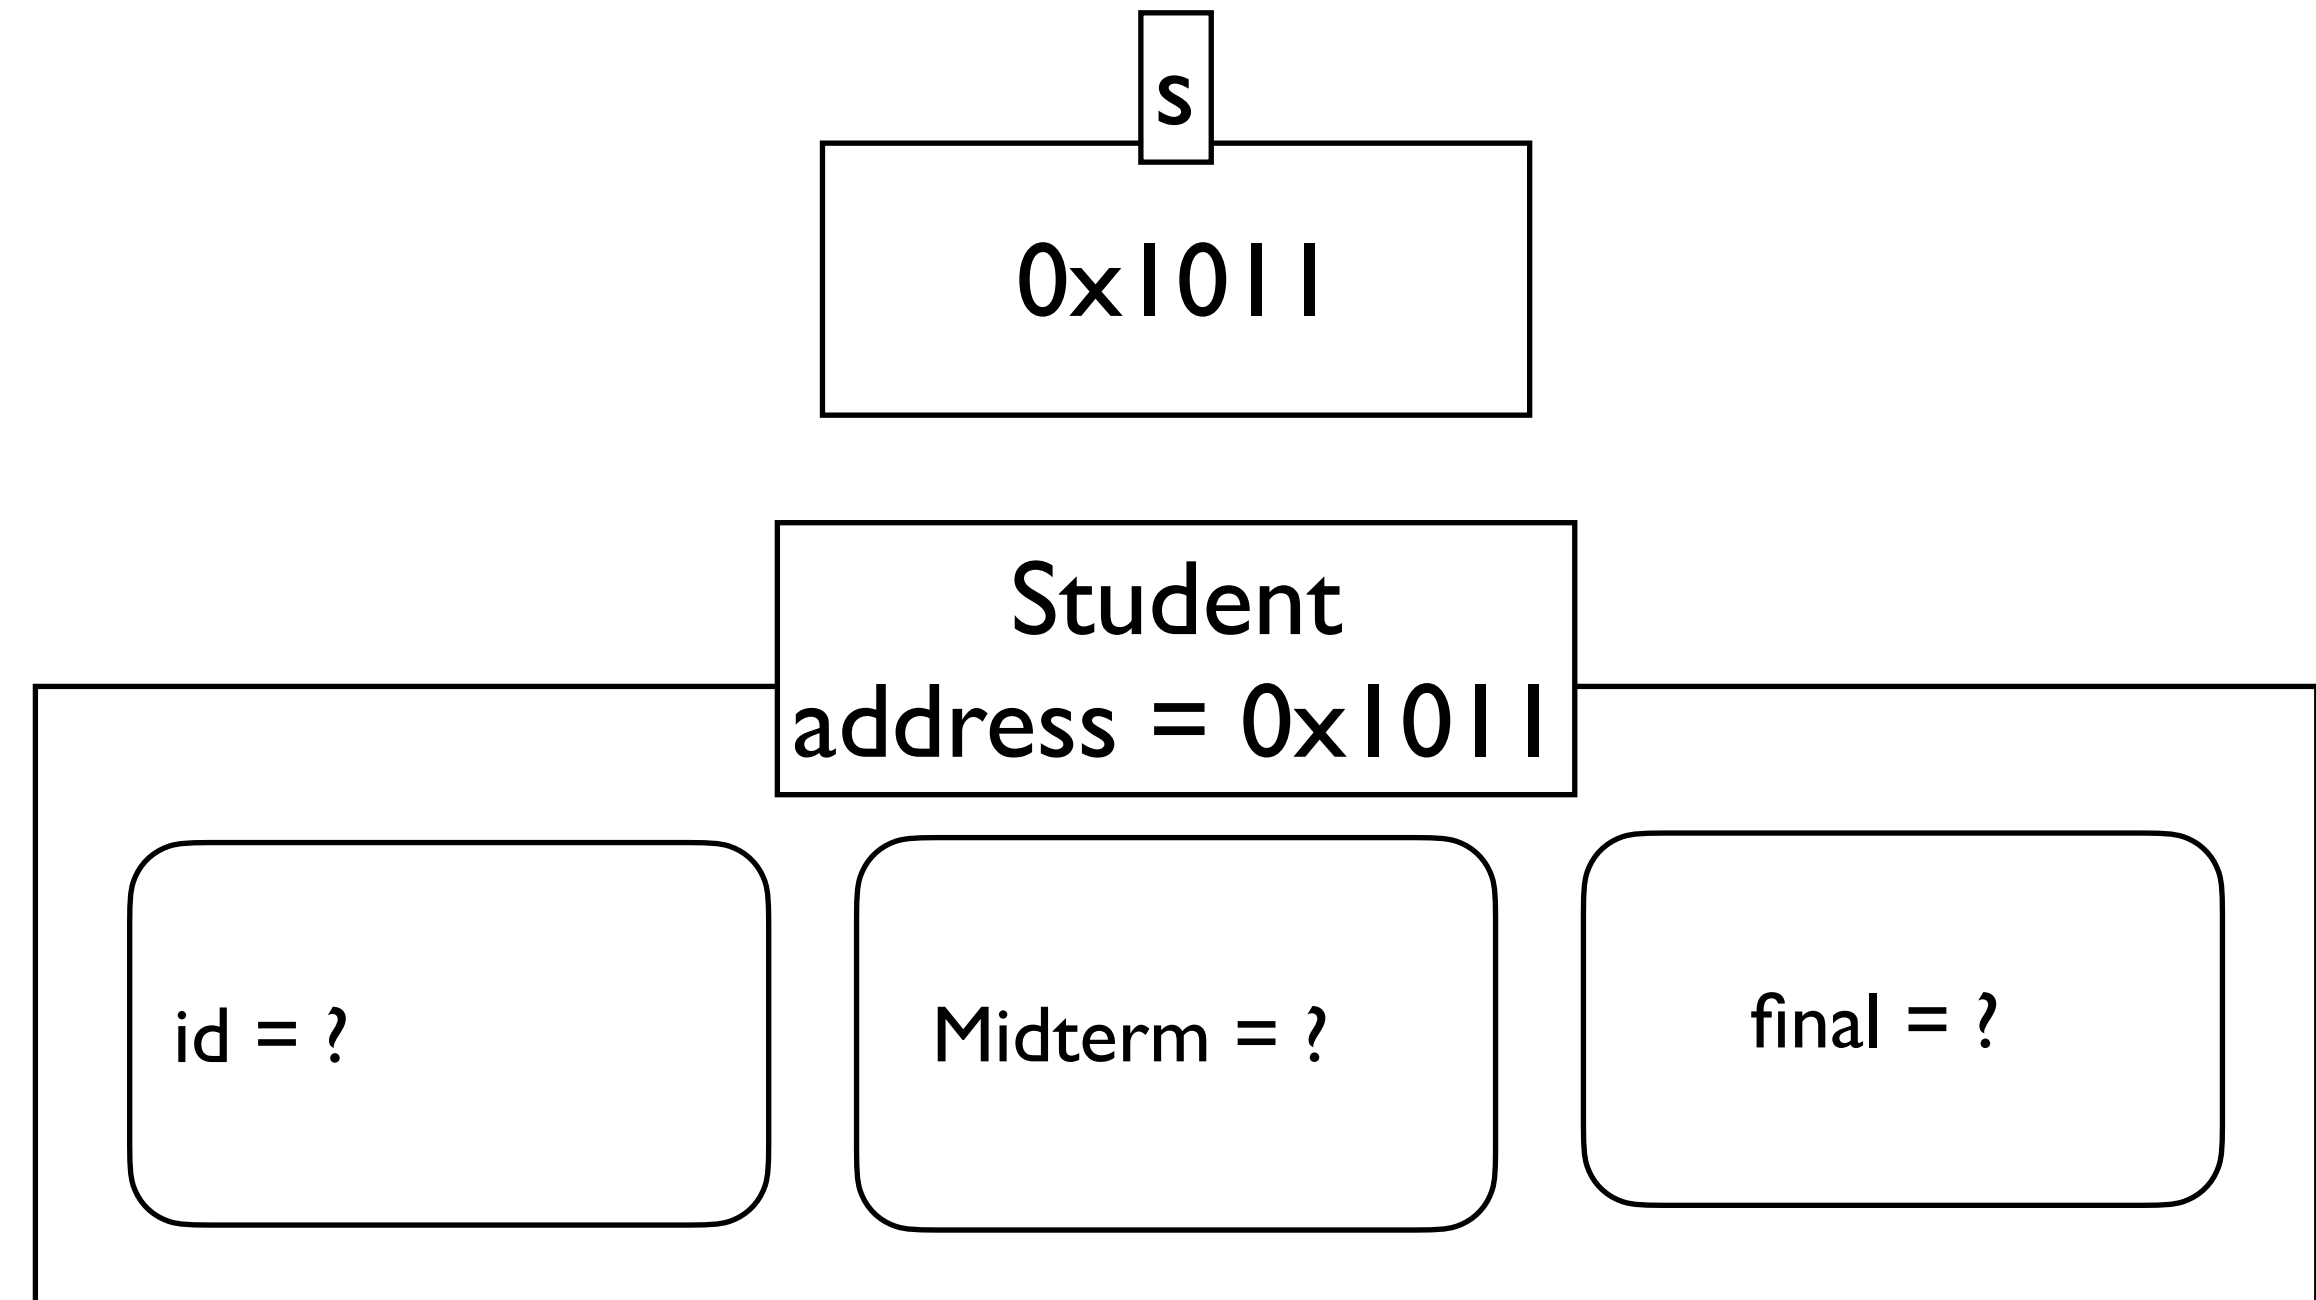 s
0x1011
Student
address = 0x1011
id = ?
Midterm = ?
final = ?